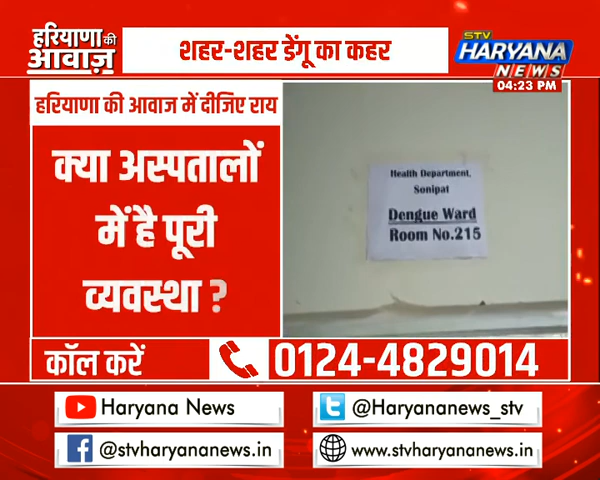 हरियाणा की
आवाज़
शहर-शहर डेंगू का कहर
STV
HARYANA
NEWS
04:23 PM
हरियाणा की आवाज में दीजिए राय
क्या अस्पतालों
में है पूरी
व्यवस्था ?
Health Department,
Sonipat
Dengue Ward
Room No.215
कॉल करें
0124-4829014
Haryana News
@Haryananews_stv
@stvharyananews.in
www.stvharyananews.in